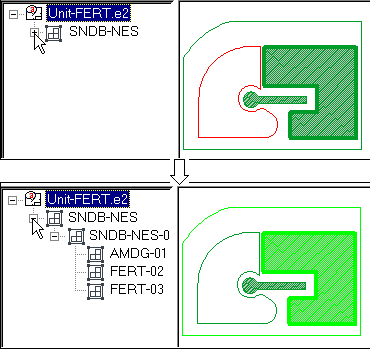 Unit-FERT.e2
SNDB-NES
Unit-FERT.e2
SNDB-NES
SNDB-NES-0
AMDG-01
FERT-02
FERT-03